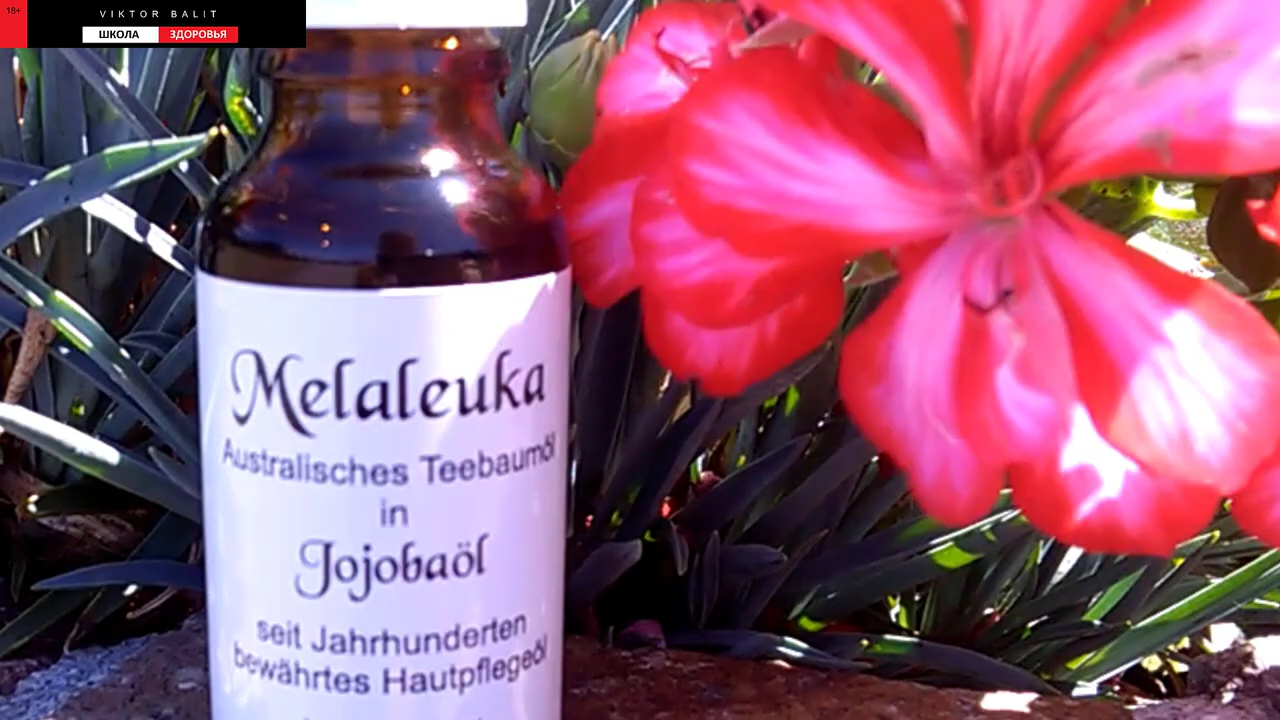 18+
VIKTOR BALIT
ШКОЛА ЗДОРОВЬЯ
Melaleuka
Australisches Teebaumöl
in
Jojobaöl
seit Jahrhunderten
bewährtes Hautpflegeöl